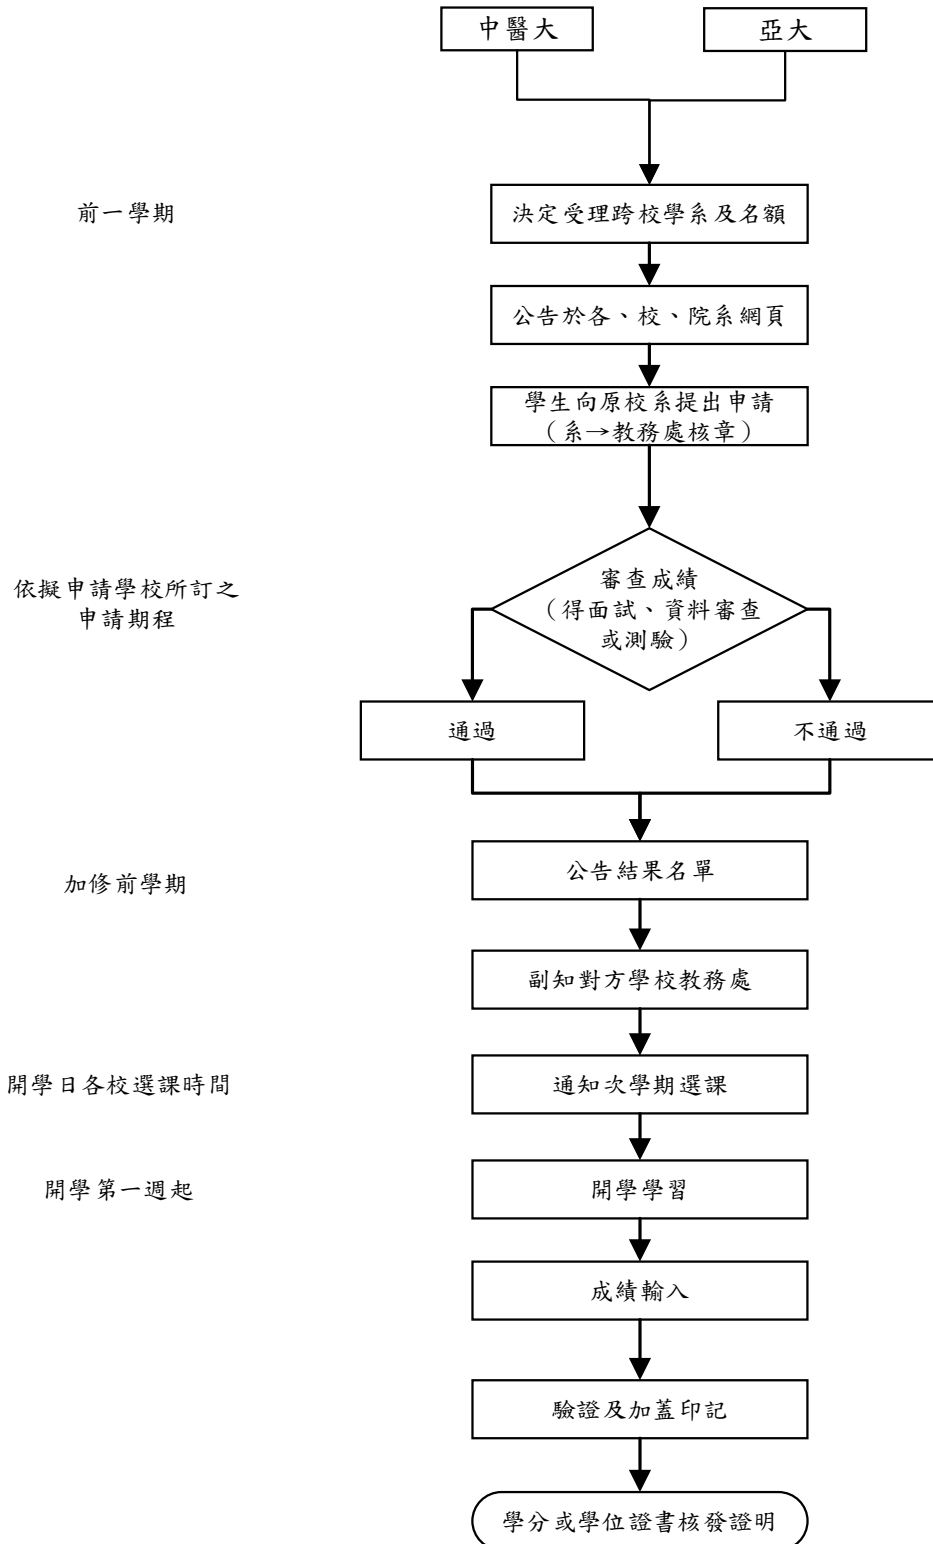 中醫大
亞大
前一學期
決定受理跨校學系及名額
公告於各、校、院系網頁
學生向原校系提出申請
（系→教務處核章）
依擬申請學校所訂之
申請期程
審查成績
（得面試、資料審查
或測驗）
通過
不通過
加修前學期
公告結果名單
副知對方學校教務處
開學日各校選課時間
通知次學期選課
開學第一週起
開學學習
成績輸入
驗證及加蓋印記
學分或學位證書核發證明